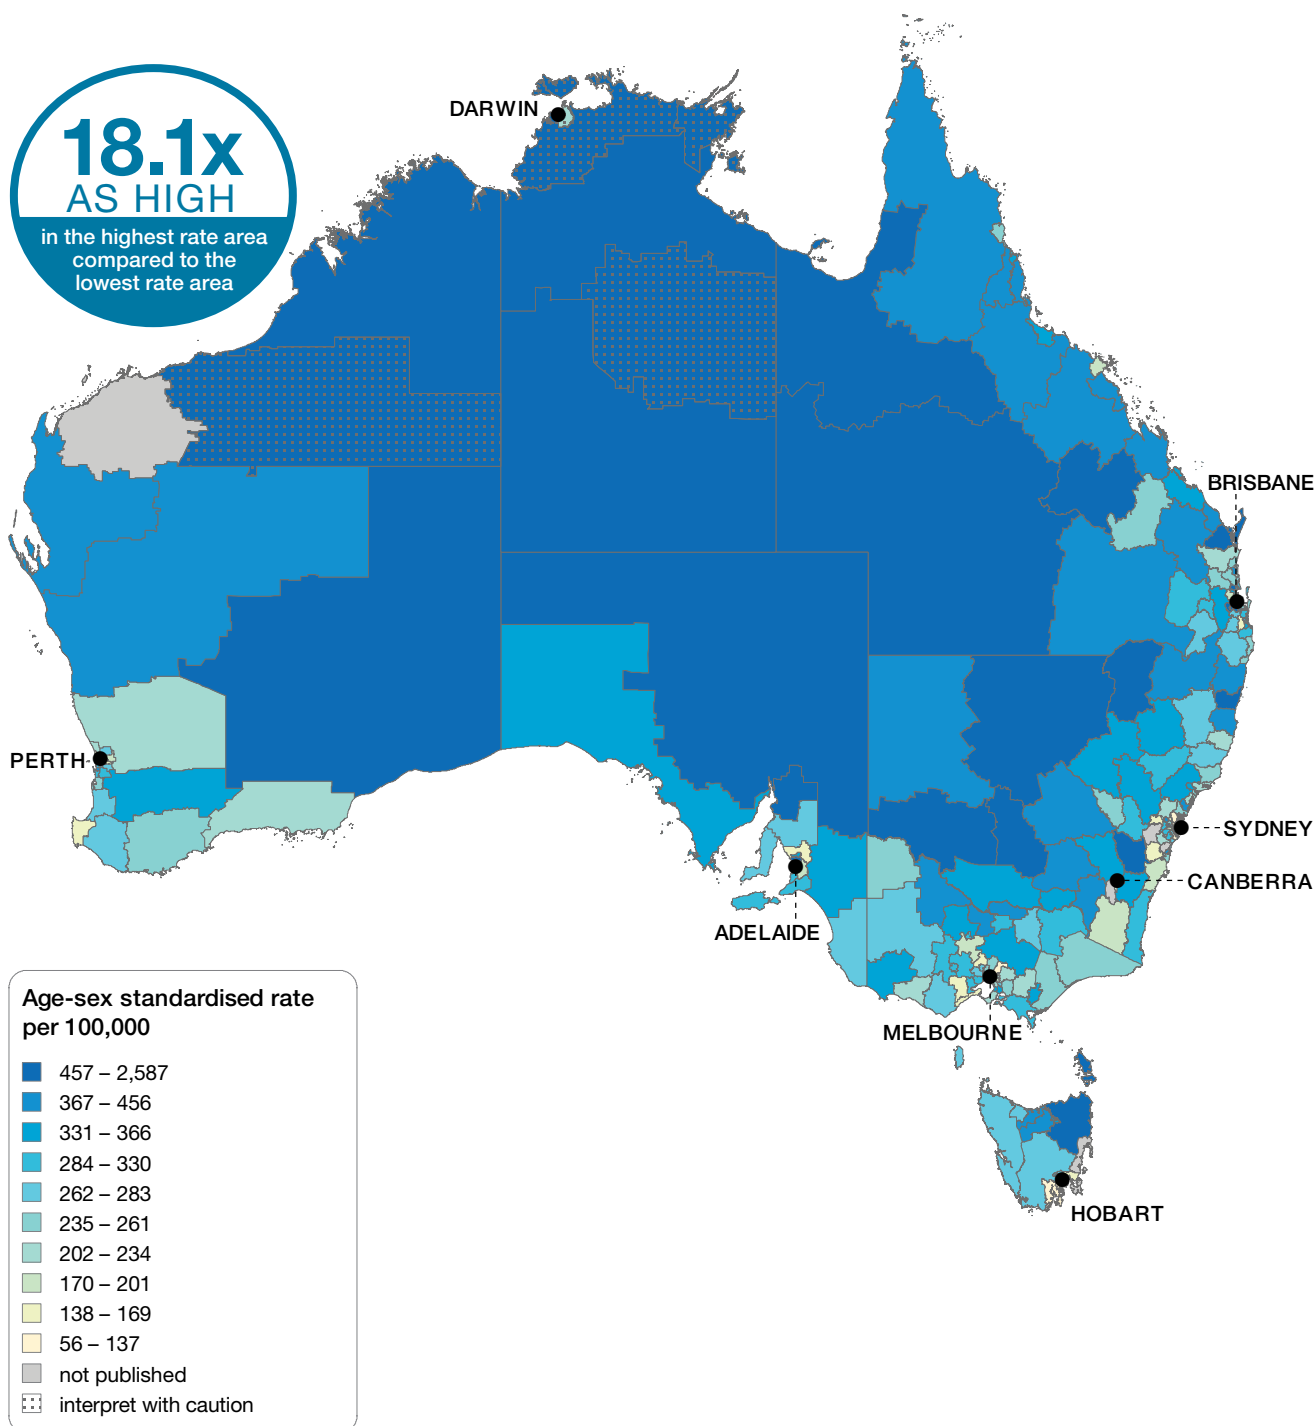 18.1x
AS HIGH
in the highest rate area
compared to the
lowest rate area
DARWIN
BRISBANE
PERTH
SYDNEY
CANBERRA
ADELAIDE
MELBOURNE
HOBART
Age-sex standardised rate
per 100,000
457 – 2,587
367 – 456
331 – 366
284 – 330
262 – 283
235 – 261
202 – 234
170 – 201
138 – 169
56 – 137
not published
interpret with caution